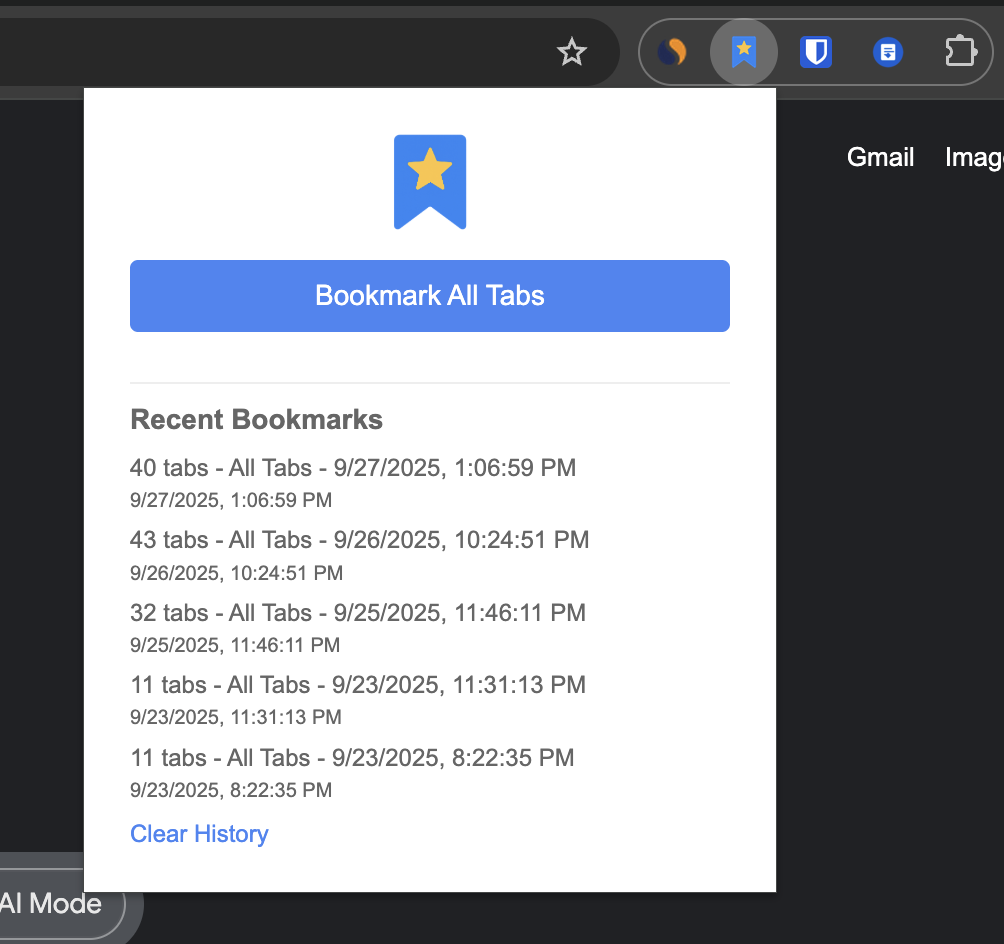 Gmail
Bookmark All Tabs
Recent Bookmarks
40 tabs - All Tabs - 9/27/2025, 1:06:59 PM
9/27/2025, 1:06:59 PM
43 tabs - All Tabs - 9/26/2025, 10:24:51 PM
9/26/2025, 10:24:51 PM
32 tabs - All Tabs - 9/25/2025, 11:46:11 PM
9/25/2025, 11:46:11 PM
11 tabs - All Tabs - 9/23/2025, 11:31:13 PM
9/23/2025, 11:31:13 PM
11 tabs - All Tabs - 9/23/2025, 8:22:35 PM
9/23/2025, 8:22:35 PM
Clear History
AI Mode